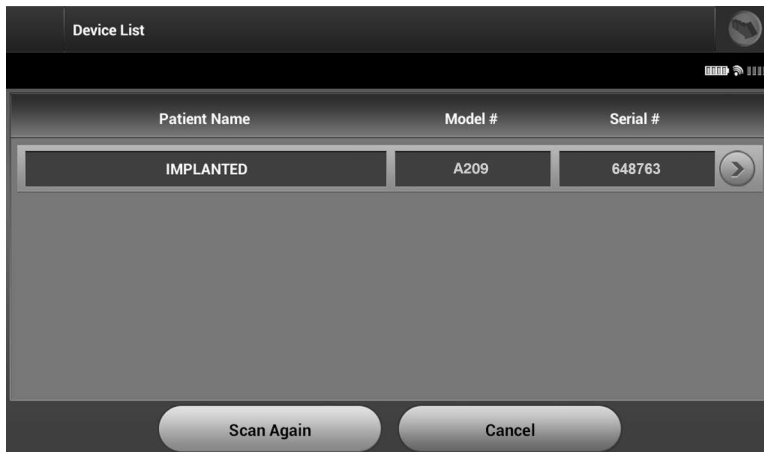 Device List
Patient Name Model # Serial #
IMPLANTED A209 648763
Scan Again Cancel